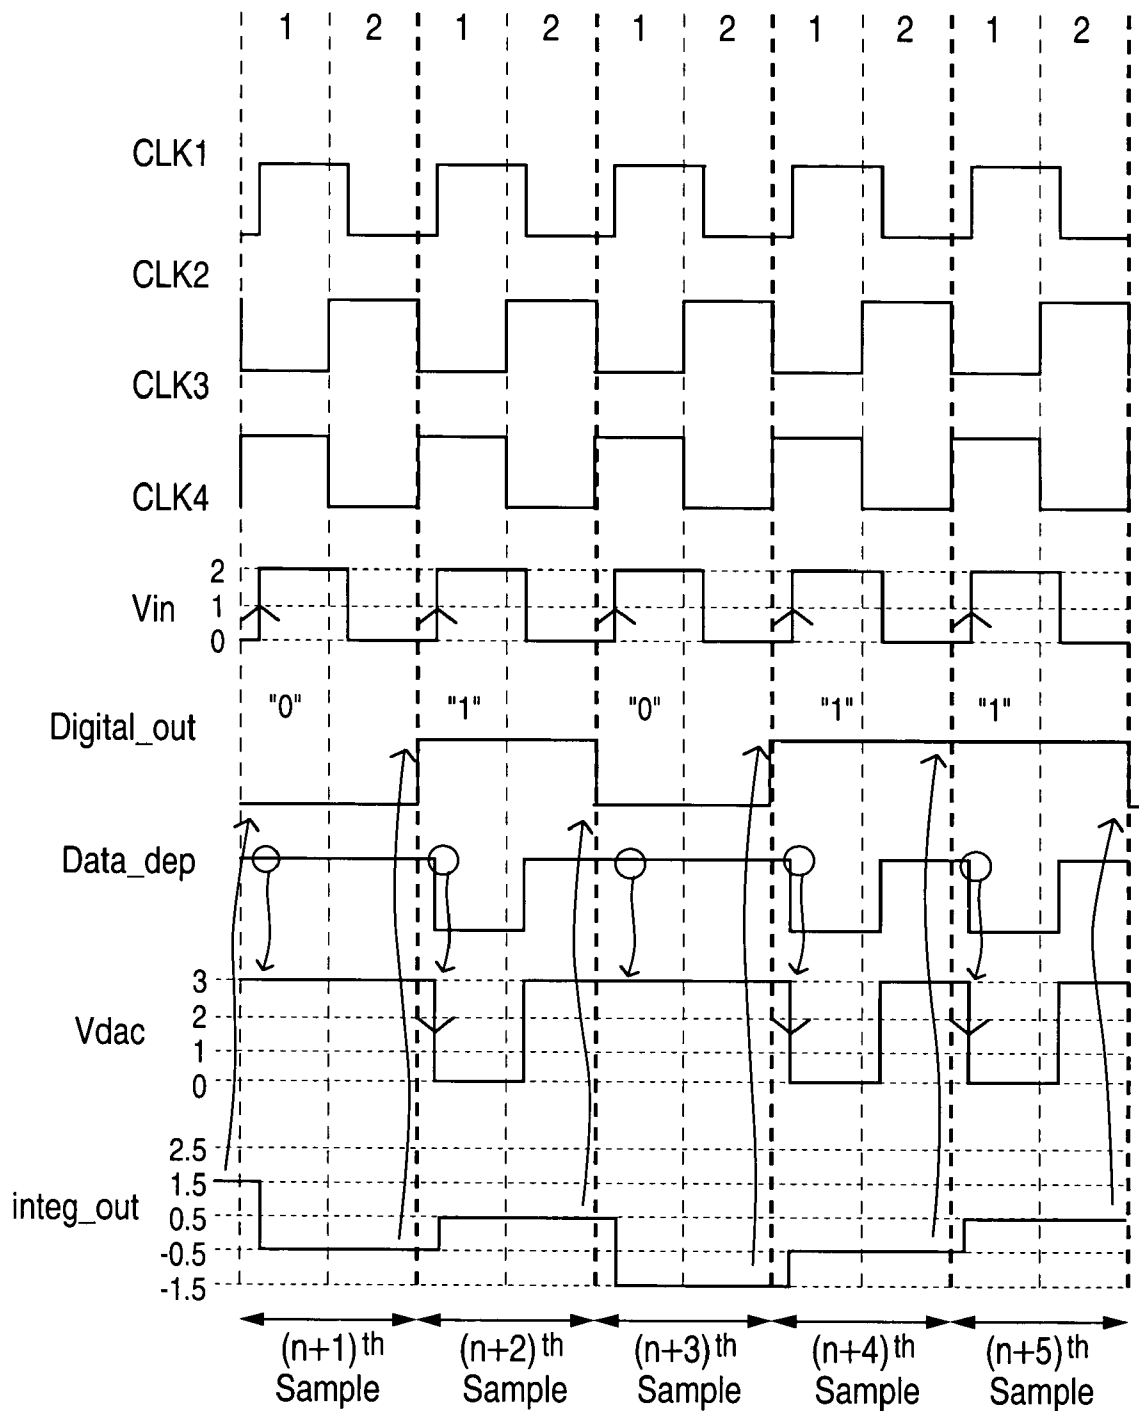 1 2 1 2 1 2 1 2 1 2
CLK1
CLK2
CLK3
CLK4
2
Vin
1
0
"0" "1" "0" "1" "1"
Digital_out
Data_dep
3
2
Vdac
1
0
2.5
1.5
integ_out
0.5
-0.5
-1.5
(n+1)th (n+2)th (n+3)th (n+4)th (n+5)th
Sample Sample Sample Sample Sample